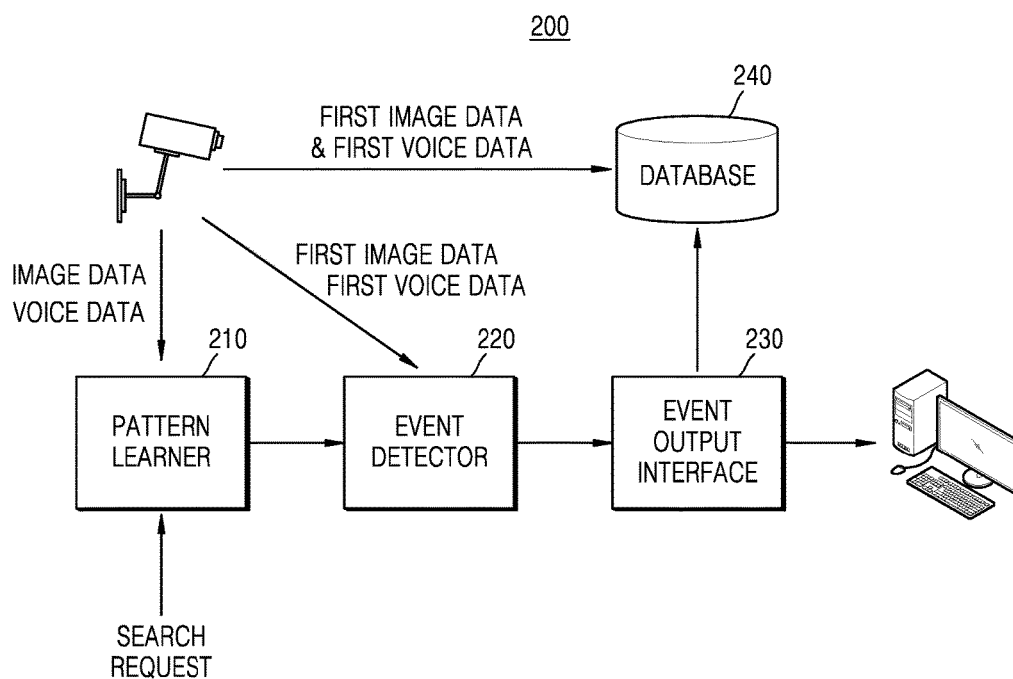 200
240
FIRST IMAGE DATA
& FIRST VOICE DATA
DATABASE
FIRST IMAGE DATA
FIRST VOICE DATA
IMAGE DATA
VOICE DATA
210
220
230
PATTERN
LEARNER
EVENT
DETECTOR
EVENT
OUTPUT
INTERFACE
SEARCH
REQUEST